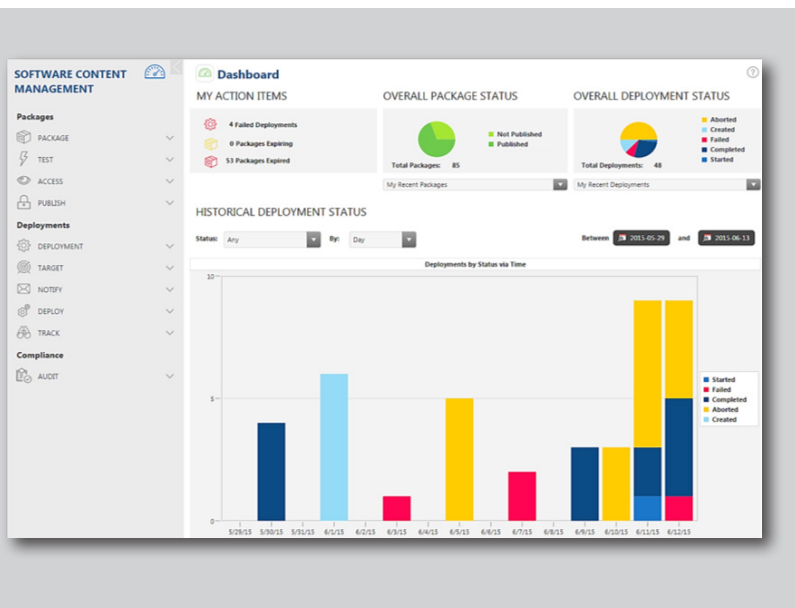 SOFTWARE CONTENT
MANAGEMENT
Packages
PACKAGE
TEST
ACCESS
PUBLISH
Deployments
DEPLOYMENT
TARGET
NOTIFY
DEPLOY
TRACK
Compliance
AUDIT
Dashboard
?
MY ACTION ITEMS
4 Failed Deployments
0 Packages Expiring
53 Packages Expired
OVERALL PACKAGE STATUS
Not Published
Published
Total Packages: 85
My Recent Packages
OVERALL DEPLOYMENT STATUS
Aborted
Created
Failed
Completed
Started
Total Deployments: 48
My Recent Deployments
HISTORICAL DEPLOYMENT STATUS
Status: Any By: Day Between 2015-05-29 and 2015-06-13
Deployments by Status via Time
10
5
0
5/29/15 5/30/15 5/31/15 6/1/15 6/2/15 6/3/15 6/4/15 6/5/15 6/6/15 6/7/15 6/8/15 6/9/15 6/10/15 6/11/15 6/12/15
Started
Failed
Completed
Aborted
Created